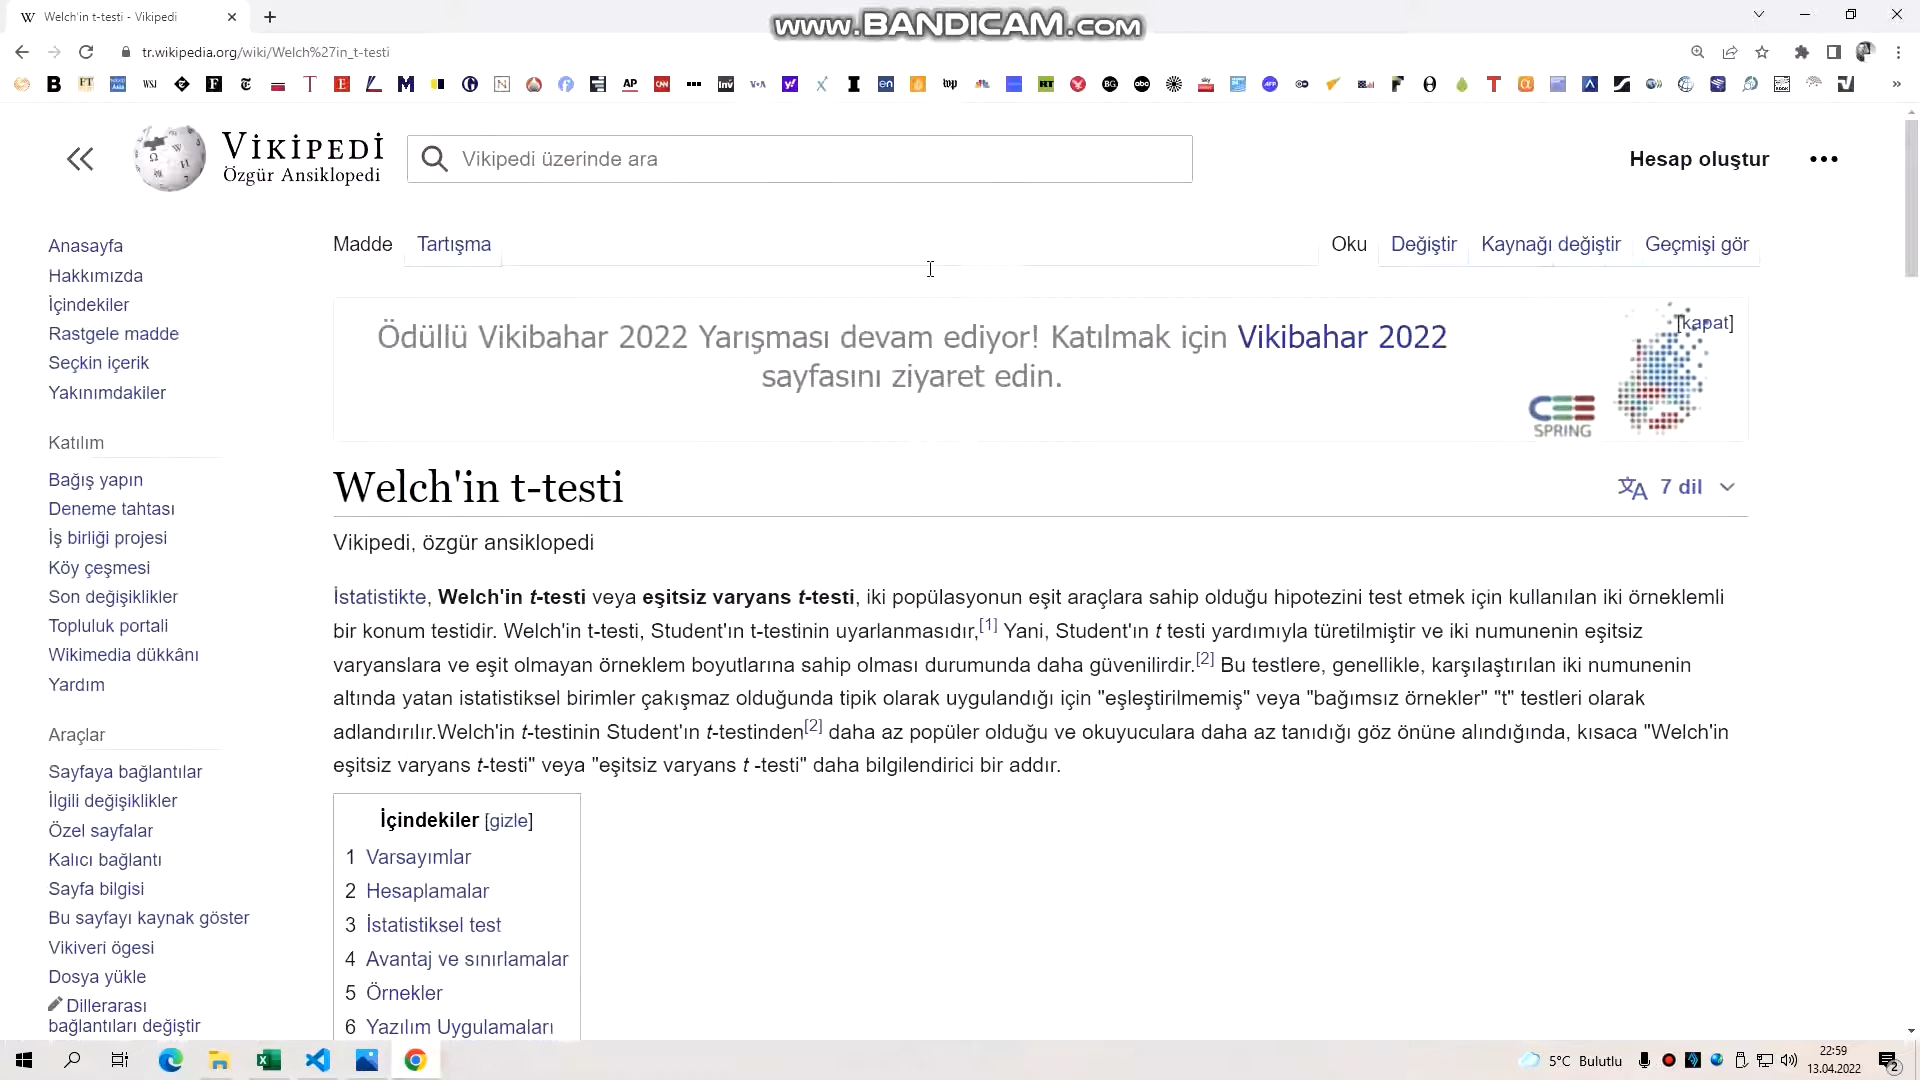 Welch'in t-testi - Vikipedi
www.BANDICAM.com
tr.wikipedia.org/wiki/Welch%27in_t-testi
VİKİPEDİ
Özgür Ansiklopedi
Vikipedi üzerinde ara
Hesap oluştur
Madde
Tartışma
Oku
Değiştir
Kaynağı değiştir
Geçmişi gör
Anasayfa
Hakkımızda
İçindekiler
Rastgele madde
Seçkin içerik
Yakınımdakiler
Katılım
Bağış yapın
Deneme tahtası
İş birliği projesi
Köy çeşmesi
Son değişiklikler
Topluluk portali
Wikimedia dükkânı
Yardım
Araçlar
Sayfaya bağlantılar
İlgili değişiklikler
Özel sayfalar
Kalıcı bağlantı
Sayfa bilgisi
Bu sayfayı kaynak göster
Vikiveri ögesi
Dosya yükle
Dillerarası
bağlantıları değiştir
Ödüllü Vikibahar 2022 Yarışması devam ediyor! Katılmak için Vikibahar 2022
sayfasını ziyaret edin.
[kapat]
CEE
SPRING
Welch'in t-testi
7 dil
Vikipedi, özgür ansiklopedi
İstatistikte, Welch'in t-testi veya eşitsiz varyans t-testi, iki popülasyonun eşit araçlara sahip olduğu hipotezini test etmek için kullanılan iki örneklemli
bir konum testidir. Welch'in t-testi, Student'ın t-testinin uyarlanmasıdır,[1] Yani, Student'ın t testi yardımıyla türetilmiştir ve iki numunenin eşitsiz
varyanslara ve eşit olmayan örneklem boyutlarına sahip olması durumunda daha güvenilirdir.[2] Bu testlere, genellikle, karşılaştırılan iki numunenin
altında yatan istatistiksel birimler çakışmaz olduğunda tipik olarak uygulandığı için "eşleştirilmemiş" veya "bağımsız örnekler" "t" testleri olarak
adlandırılır.Welch'in t-testinin Student'ın t-testinden[2] daha az popüler olduğu ve okuyuculara daha az tanıdığı göz önüne alındığında, kısaca "Welch'in
eşitsiz varyans t-testi" veya "eşitsiz varyans t -testi" daha bilgilendirici bir addır.
İçindekiler [gizle]
1 Varsayımlar
2 Hesaplamalar
3 İstatistiksel test
4 Avantaj ve sınırlamalar
5 Örnekler
6 Yazılım Uygulamaları
5°C Bulutlu
22:59
13.04.2022
2